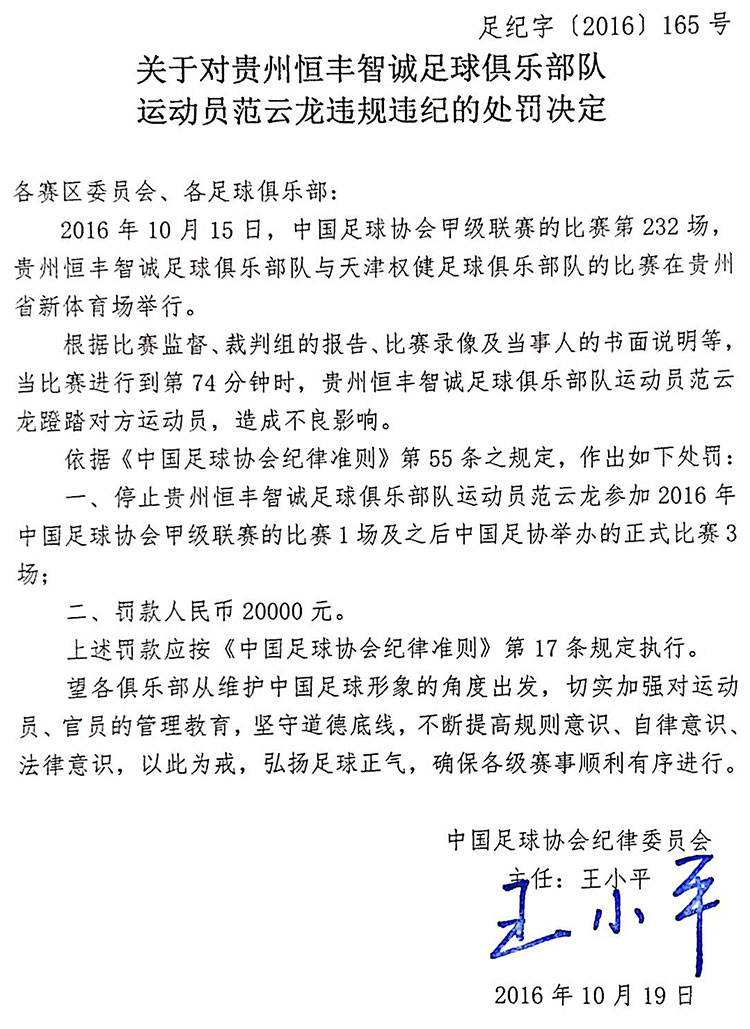 足纪字〔2016〕165 号
关于对贵州恒丰智诚足球俱乐部队
运动员范云龙违规违纪的处罚决定
各赛区委员会、各足球俱乐部：
2016 年 10 月 15 日，中国足球协会甲级联赛的比赛第 232 场，
贵州恒丰智诚足球俱乐部队与天津权健足球俱乐部队的比赛在贵州
省新体育场举行。
根据比赛监督、裁判组的报告、比赛录像及当事人的书面说明等，
当比赛进行到第 74 分钟时，贵州恒丰智诚足球俱乐部队运动员范云
龙蹬踏对方运动员，造成不良影响。
依据《中国足球协会纪律准则》第 55 条之规定，作出如下处罚：
一、停止贵州恒丰智诚足球俱乐部队运动员范云龙参加 2016 年
中国足球协会甲级联赛的比赛 1 场及之后中国足协举办的正式比赛 3
场；
二、罚款人民币 20000 元。
上述罚款应按《中国足球协会纪律准则》第 17 条规定执行。
望各俱乐部从维护中国足球形象的角度出发，切实加强对运动
员、官员的管理教育，坚守道德底线，不断提高规则意识、自律意识、
法律意识，以此为戒，弘扬足球正气，确保各级赛事顺利有序进行。
中国足球协会纪律委员会
主任：王小平
王小平
2016 年 10 月 19 日